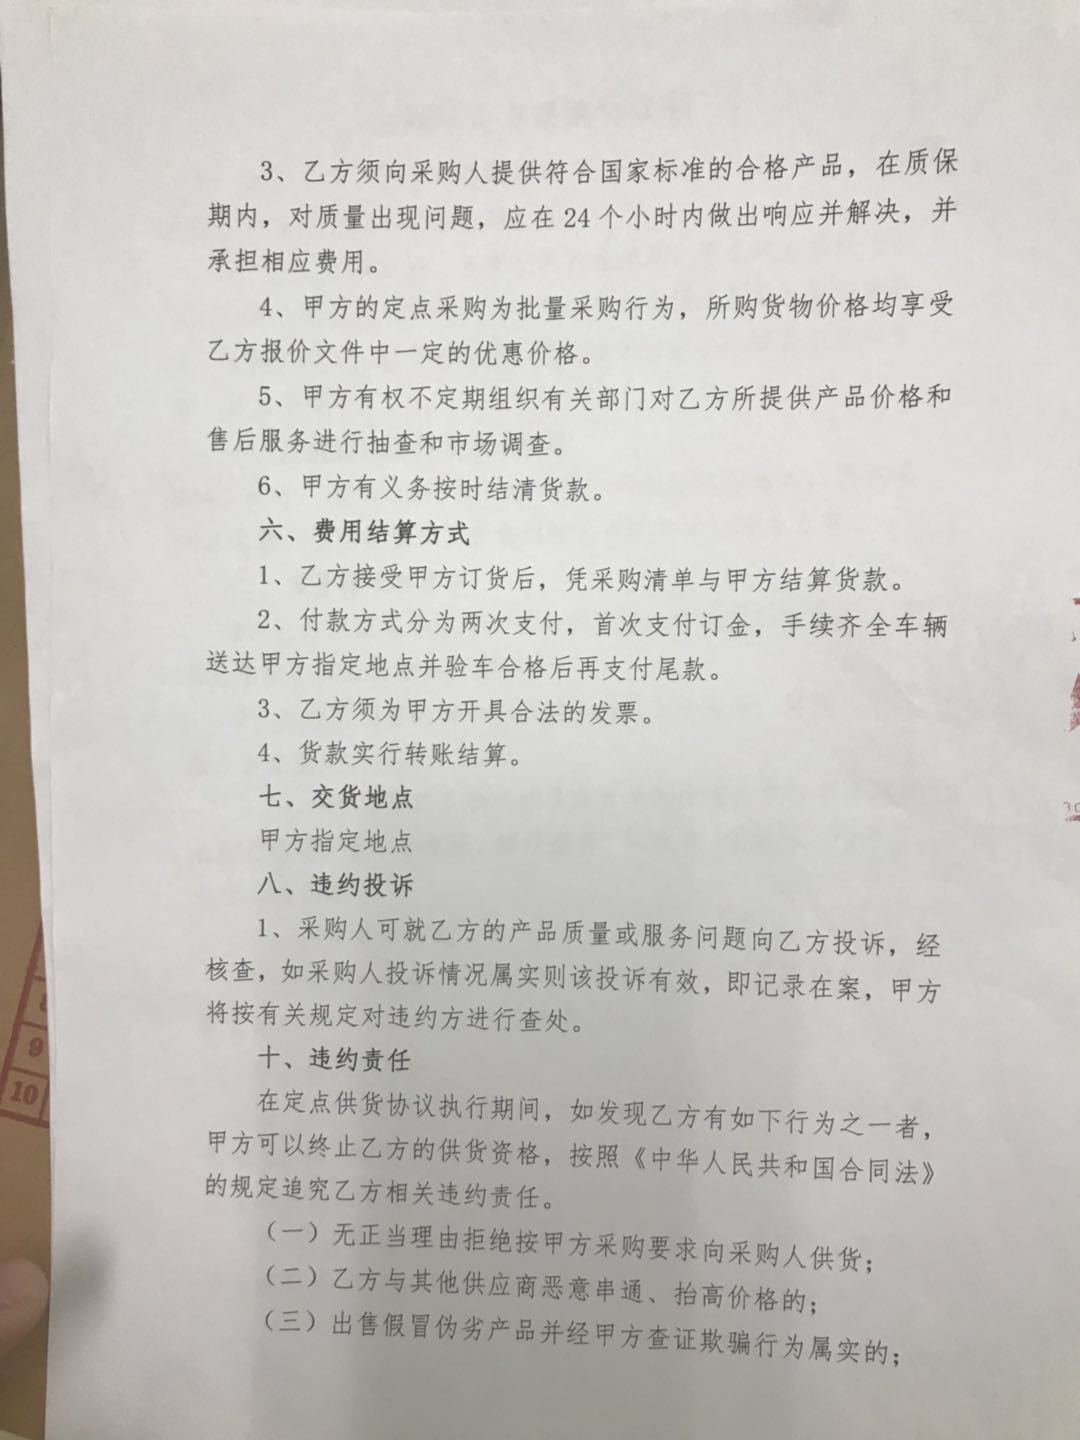 3、乙方须向采购人提供符合国家标准的合格产品，在质保
期内，对质量出现问题，应在24个小时内做出响应并解决，并
承担相应费用。
4、甲方的定点采购为批量采购行为，所购货物价格均享受
乙方报价文件中一定的优惠价格。
5、甲方有权不定期组织有关部门对乙方所提供产品价格和
售后服务进行抽查和市场调查。
6、甲方有义务按时结清货款。
六、费用结算方式
1、乙方接受甲方订货后，凭采购清单与甲方结算货款。
2、付款方式分为两次支付，首次支付订金，手续齐全车辆
送达甲方指定地点并验车合格后再支付尾款。
3、乙方须为甲方开具合法的发票。
4、货款实行转账结算。
七、交货地点
甲方指定地点
八、违约投诉
1、采购人可就乙方的产品质量或服务问题向乙方投诉，经
核查，如采购人投诉情况属实则该投诉有效，即记录在案，甲方
将按有关规定对违约方进行查处。
十、违约责任
在定点供货协议执行期间，如发现乙方有如下行为之一者，
甲方可以终止乙方的供货资格，按照《中华人民共和国合同法》
的规定追究乙方相关违约责任。
（一）无正当理由拒绝按甲方采购要求向采购人供货；
（二）乙方与其他供应商恶意串通、抬高价格的；
（三）出售假冒伪劣产品并经甲方查证欺骗行为属实的；
9
10